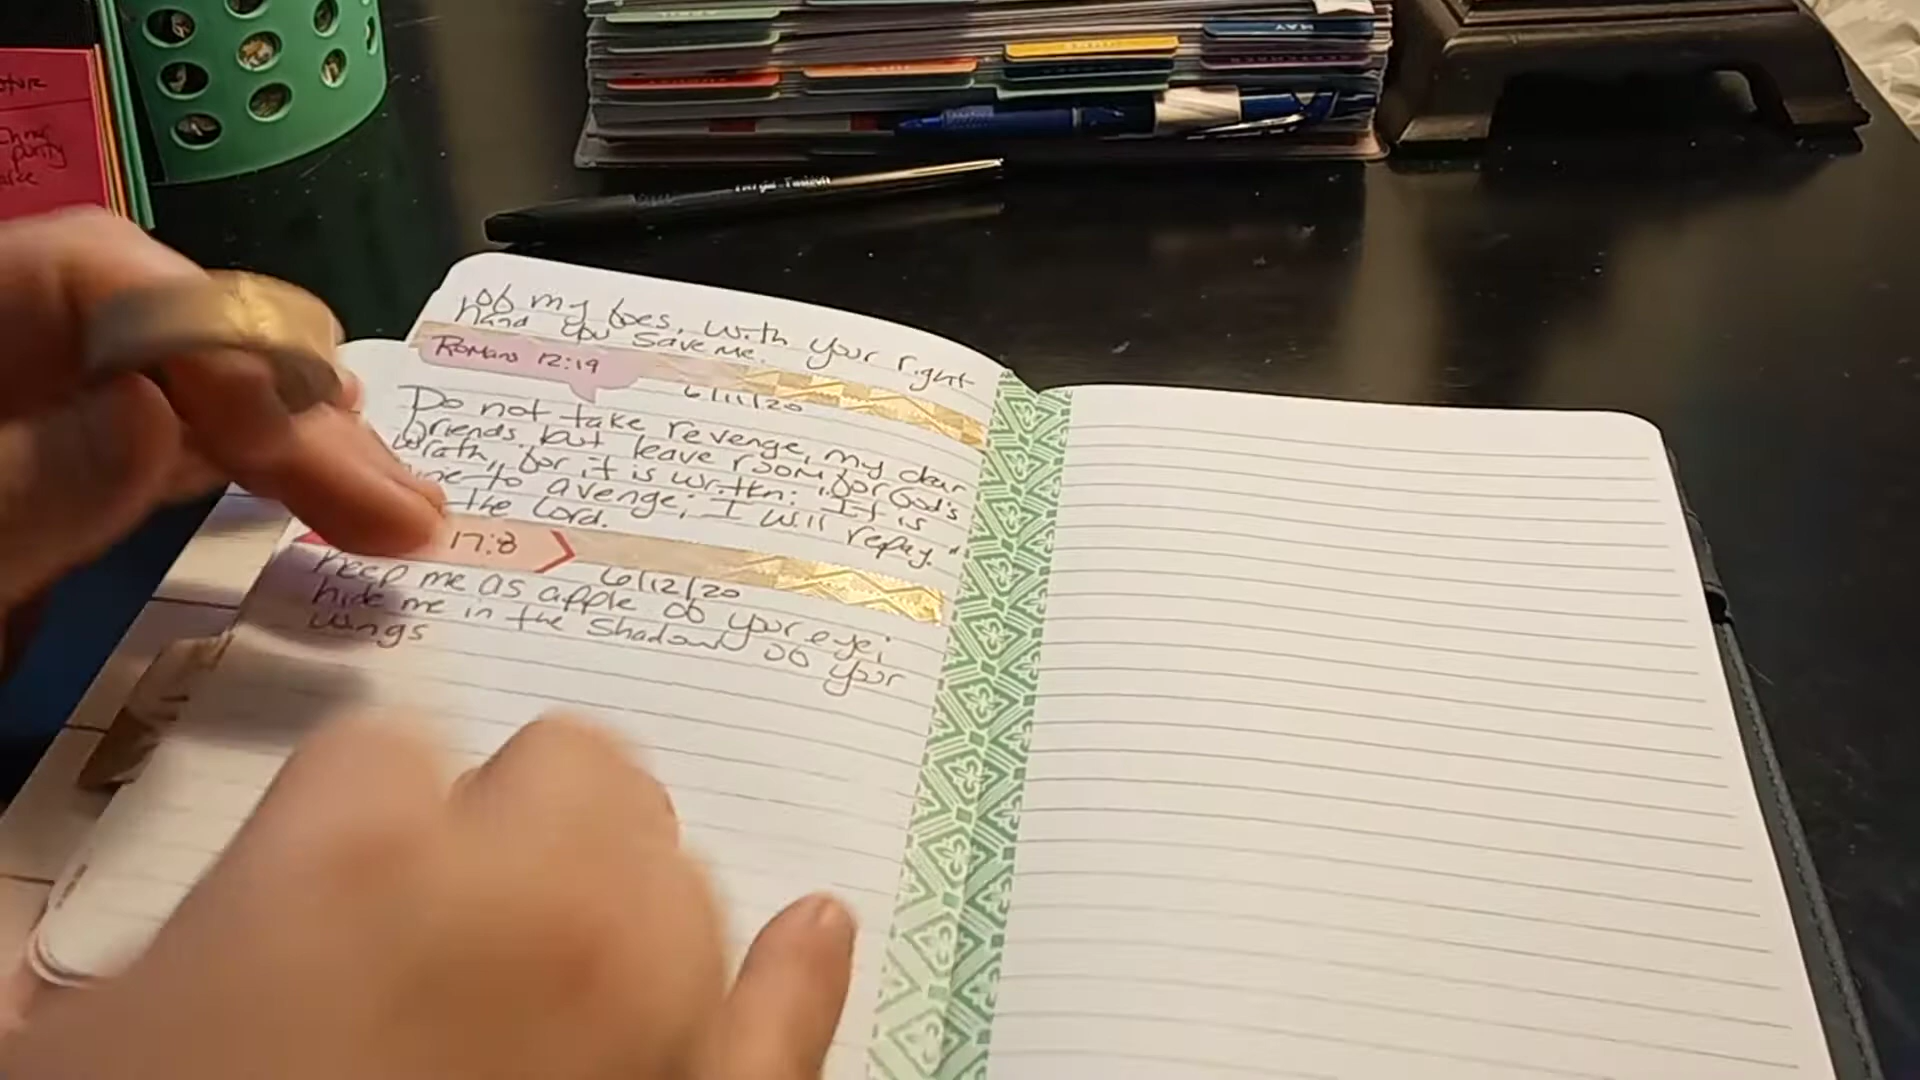 of my foes, with your right
hand you save me.
Romans 12:19
6/11/20
Do not take revenge, my dear
friends, but leave room for God's
wrath, for it is written: "It is
to avenge; I will repay."
the Lord.
17:8
6/12/20
Keep me as apple of your eye;
hide me in the shadow of your
wings
MAY
purity